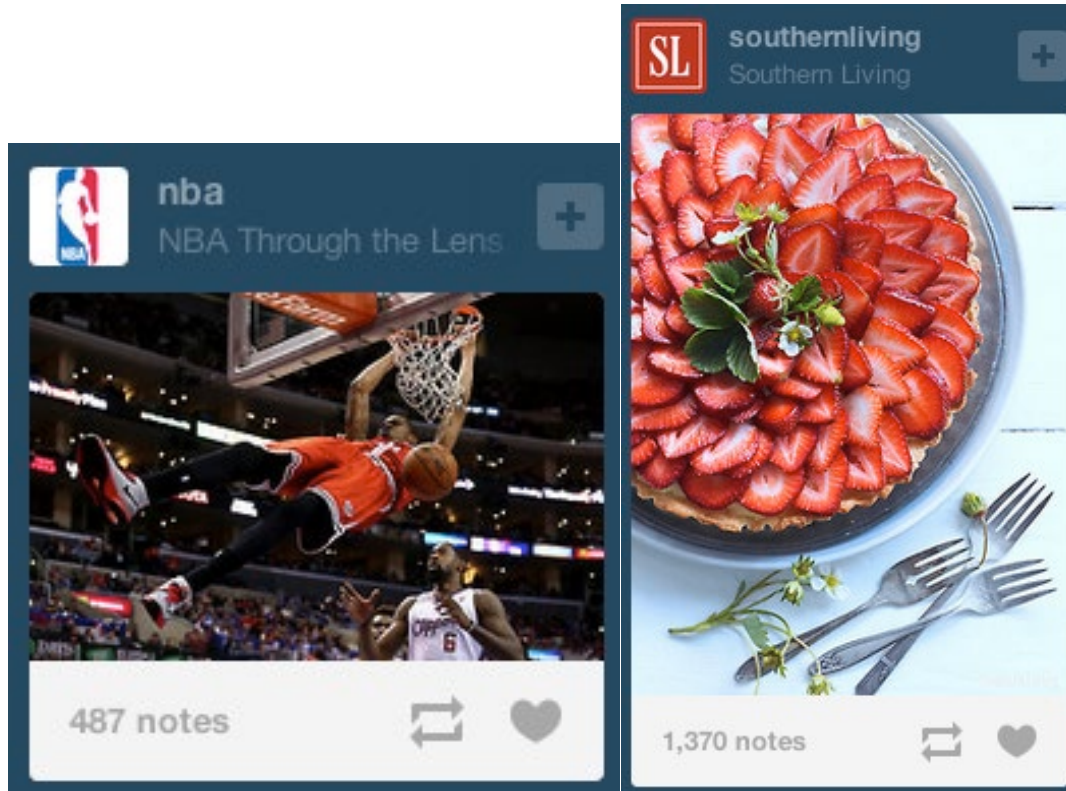 nba
NBA Through the Lens
NBA
CLIPPERS
6
487 notes
SL
southernliving
Southern Living
1,370 notes